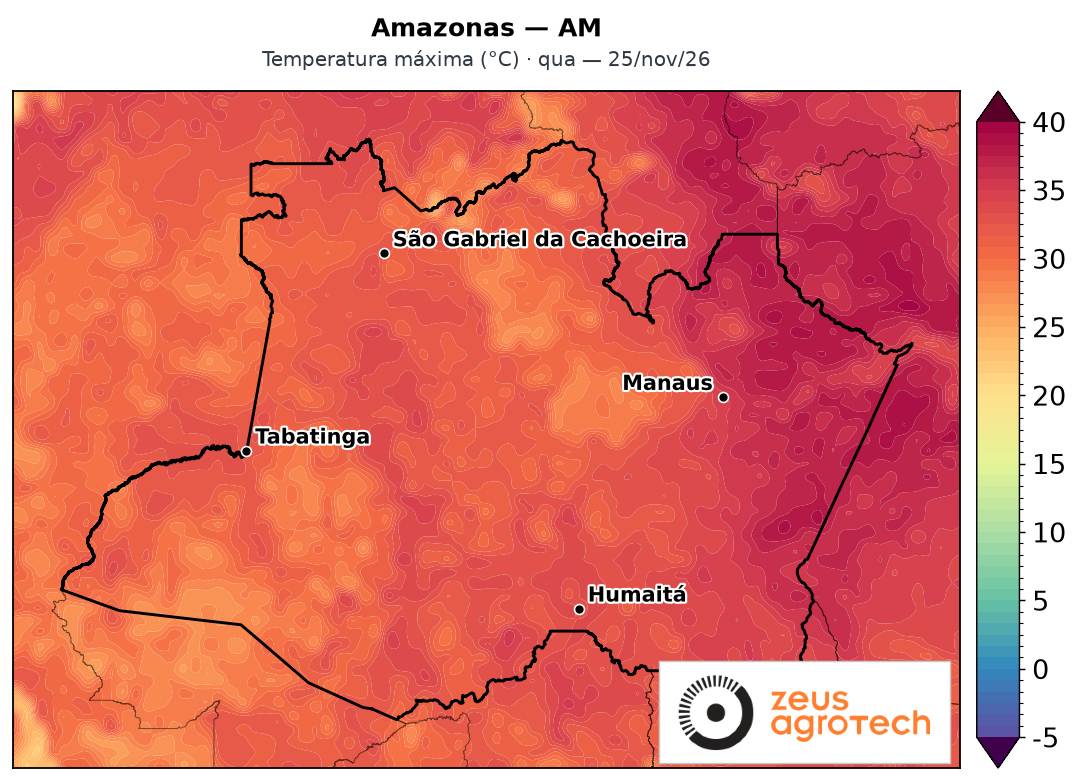 Amazonas — AM
Temperatura máxima (°C) · qua — 25/nov/26
São Gabriel da Cachoeira
Manaus
Tabatinga
Humaitá
40
35
30
25
20
15
10
5
0
-5
zeus
agrotech